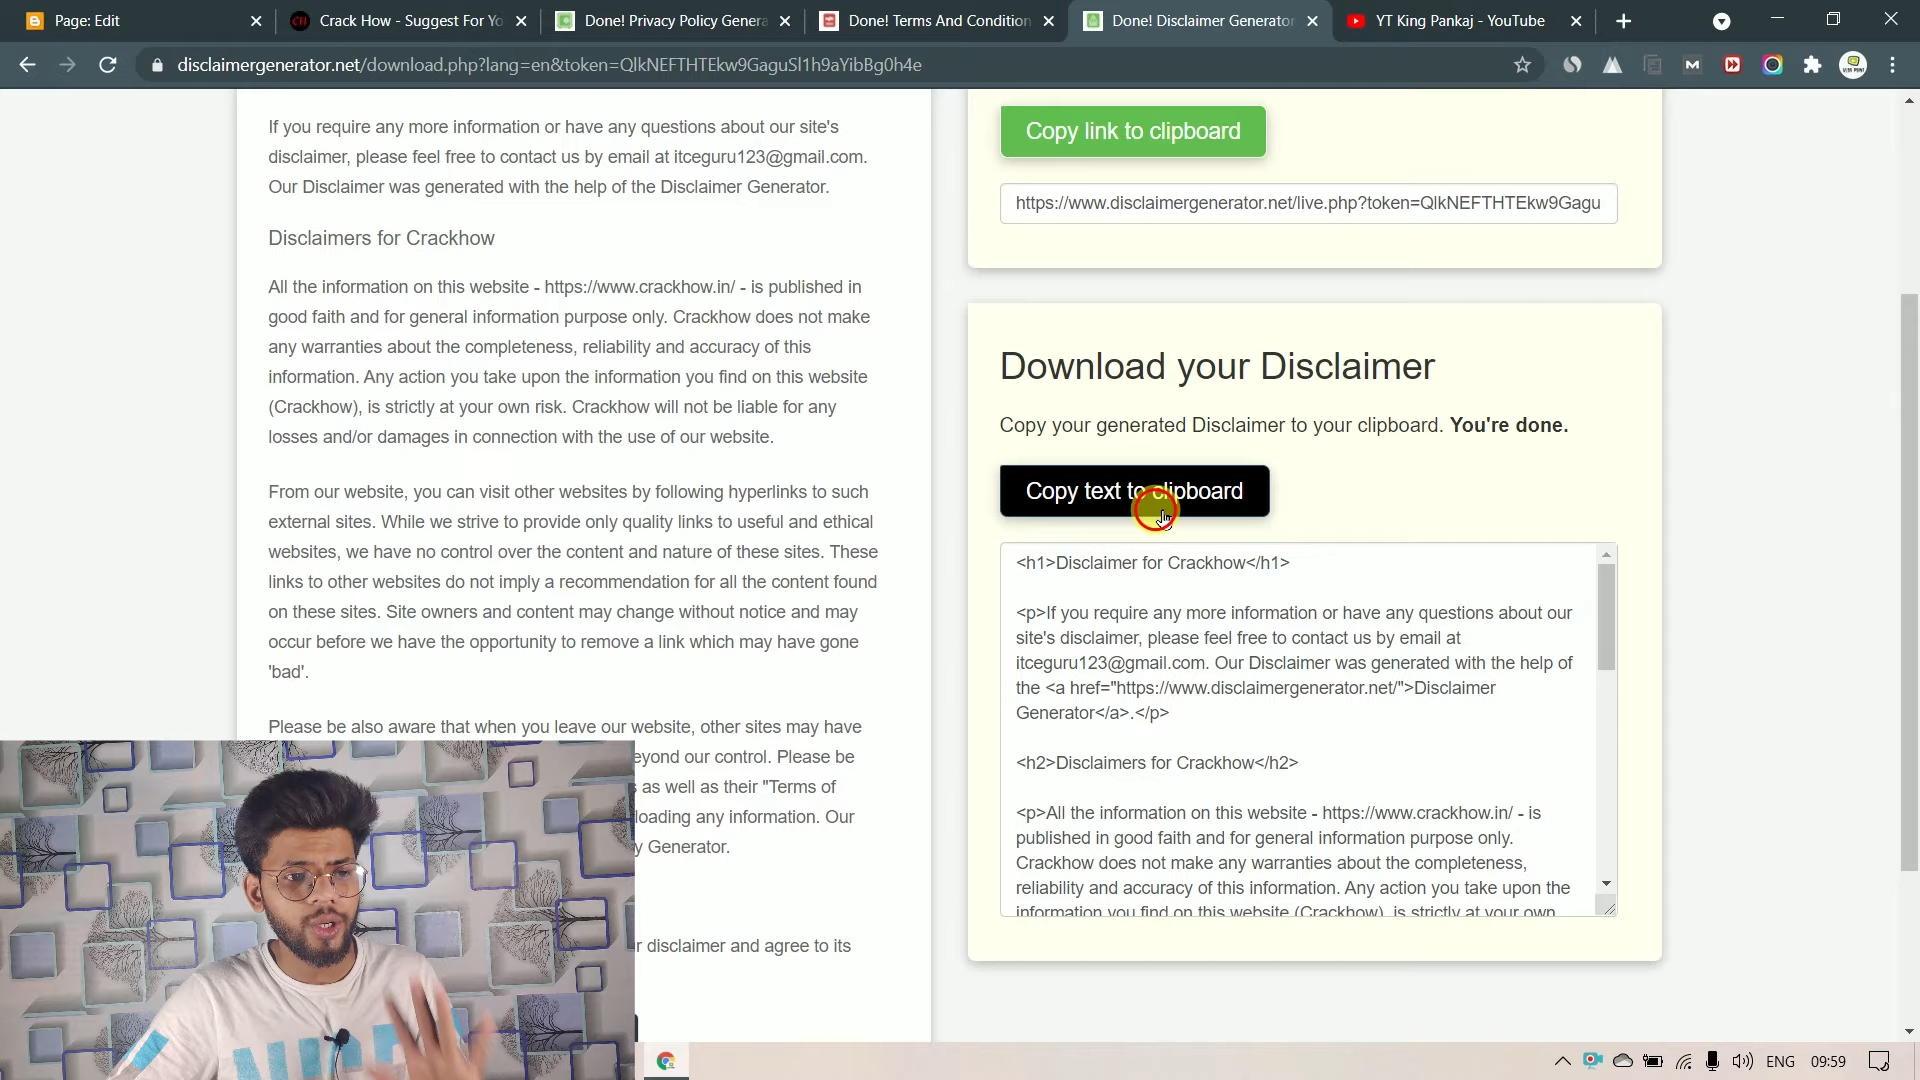 Page: Edit
Crack How - Suggest For Yo
Done! Privacy Policy Genera
Done! Terms And Condition
Done! Disclaimer Generator
YT King Pankaj - YouTube
disclaimergenerator.net/download.php?lang=en&token=QlkNEFTHTEkw9GaguSl1h9aYibBg0h4e
If you require any more information or have any questions about our site's
disclaimer, please feel free to contact us by email at itceguru123@gmail.com.
Our Disclaimer was generated with the help of the Disclaimer Generator.
Disclaimers for Crackhow
All the information on this website - https://www.crackhow.in/ - is published in
good faith and for general information purpose only. Crackhow does not make
any warranties about the completeness, reliability and accuracy of this
information. Any action you take upon the information you find on this website
(Crackhow), is strictly at your own risk. Crackhow will not be liable for any
losses and/or damages in connection with the use of our website.
From our website, you can visit other websites by following hyperlinks to such
external sites. While we strive to provide only quality links to useful and ethical
websites, we have no control over the content and nature of these sites. These
links to other websites do not imply a recommendation for all the content found
on these sites. Site owners and content may change without notice and may
occur before we have the opportunity to remove a link which may have gone
'bad'.
Please be also aware that when you leave our website, other sites may have
eyond our control. Please be
as well as their "Terms of
loading any information. Our
y Generator.
r disclaimer and agree to its
Copy link to clipboard
https://www.disclaimergenerator.net/live.php?token=QlkNEFTHTEkw9Gagu
Download your Disclaimer
Copy your generated Disclaimer to your clipboard. You're done.
Copy text to clipboard
<h1>Disclaimer for Crackhow</h1>
<p>If you require any more information or have any questions about our
site's disclaimer, please feel free to contact us by email at
itceguru123@gmail.com. Our Disclaimer was generated with the help of
the <a href="https://www.disclaimergenerator.net/">Disclaimer
Generator</a>.</p>
<h2>Disclaimers for Crackhow</h2>
<p>All the information on this website - https://www.crackhow.in/ - is
published in good faith and for general information purpose only.
Crackhow does not make any warranties about the completeness,
reliability and accuracy of this information. Any action you take upon the
information you find on this website (Crackhow), is strictly at your own
ENG
09:59